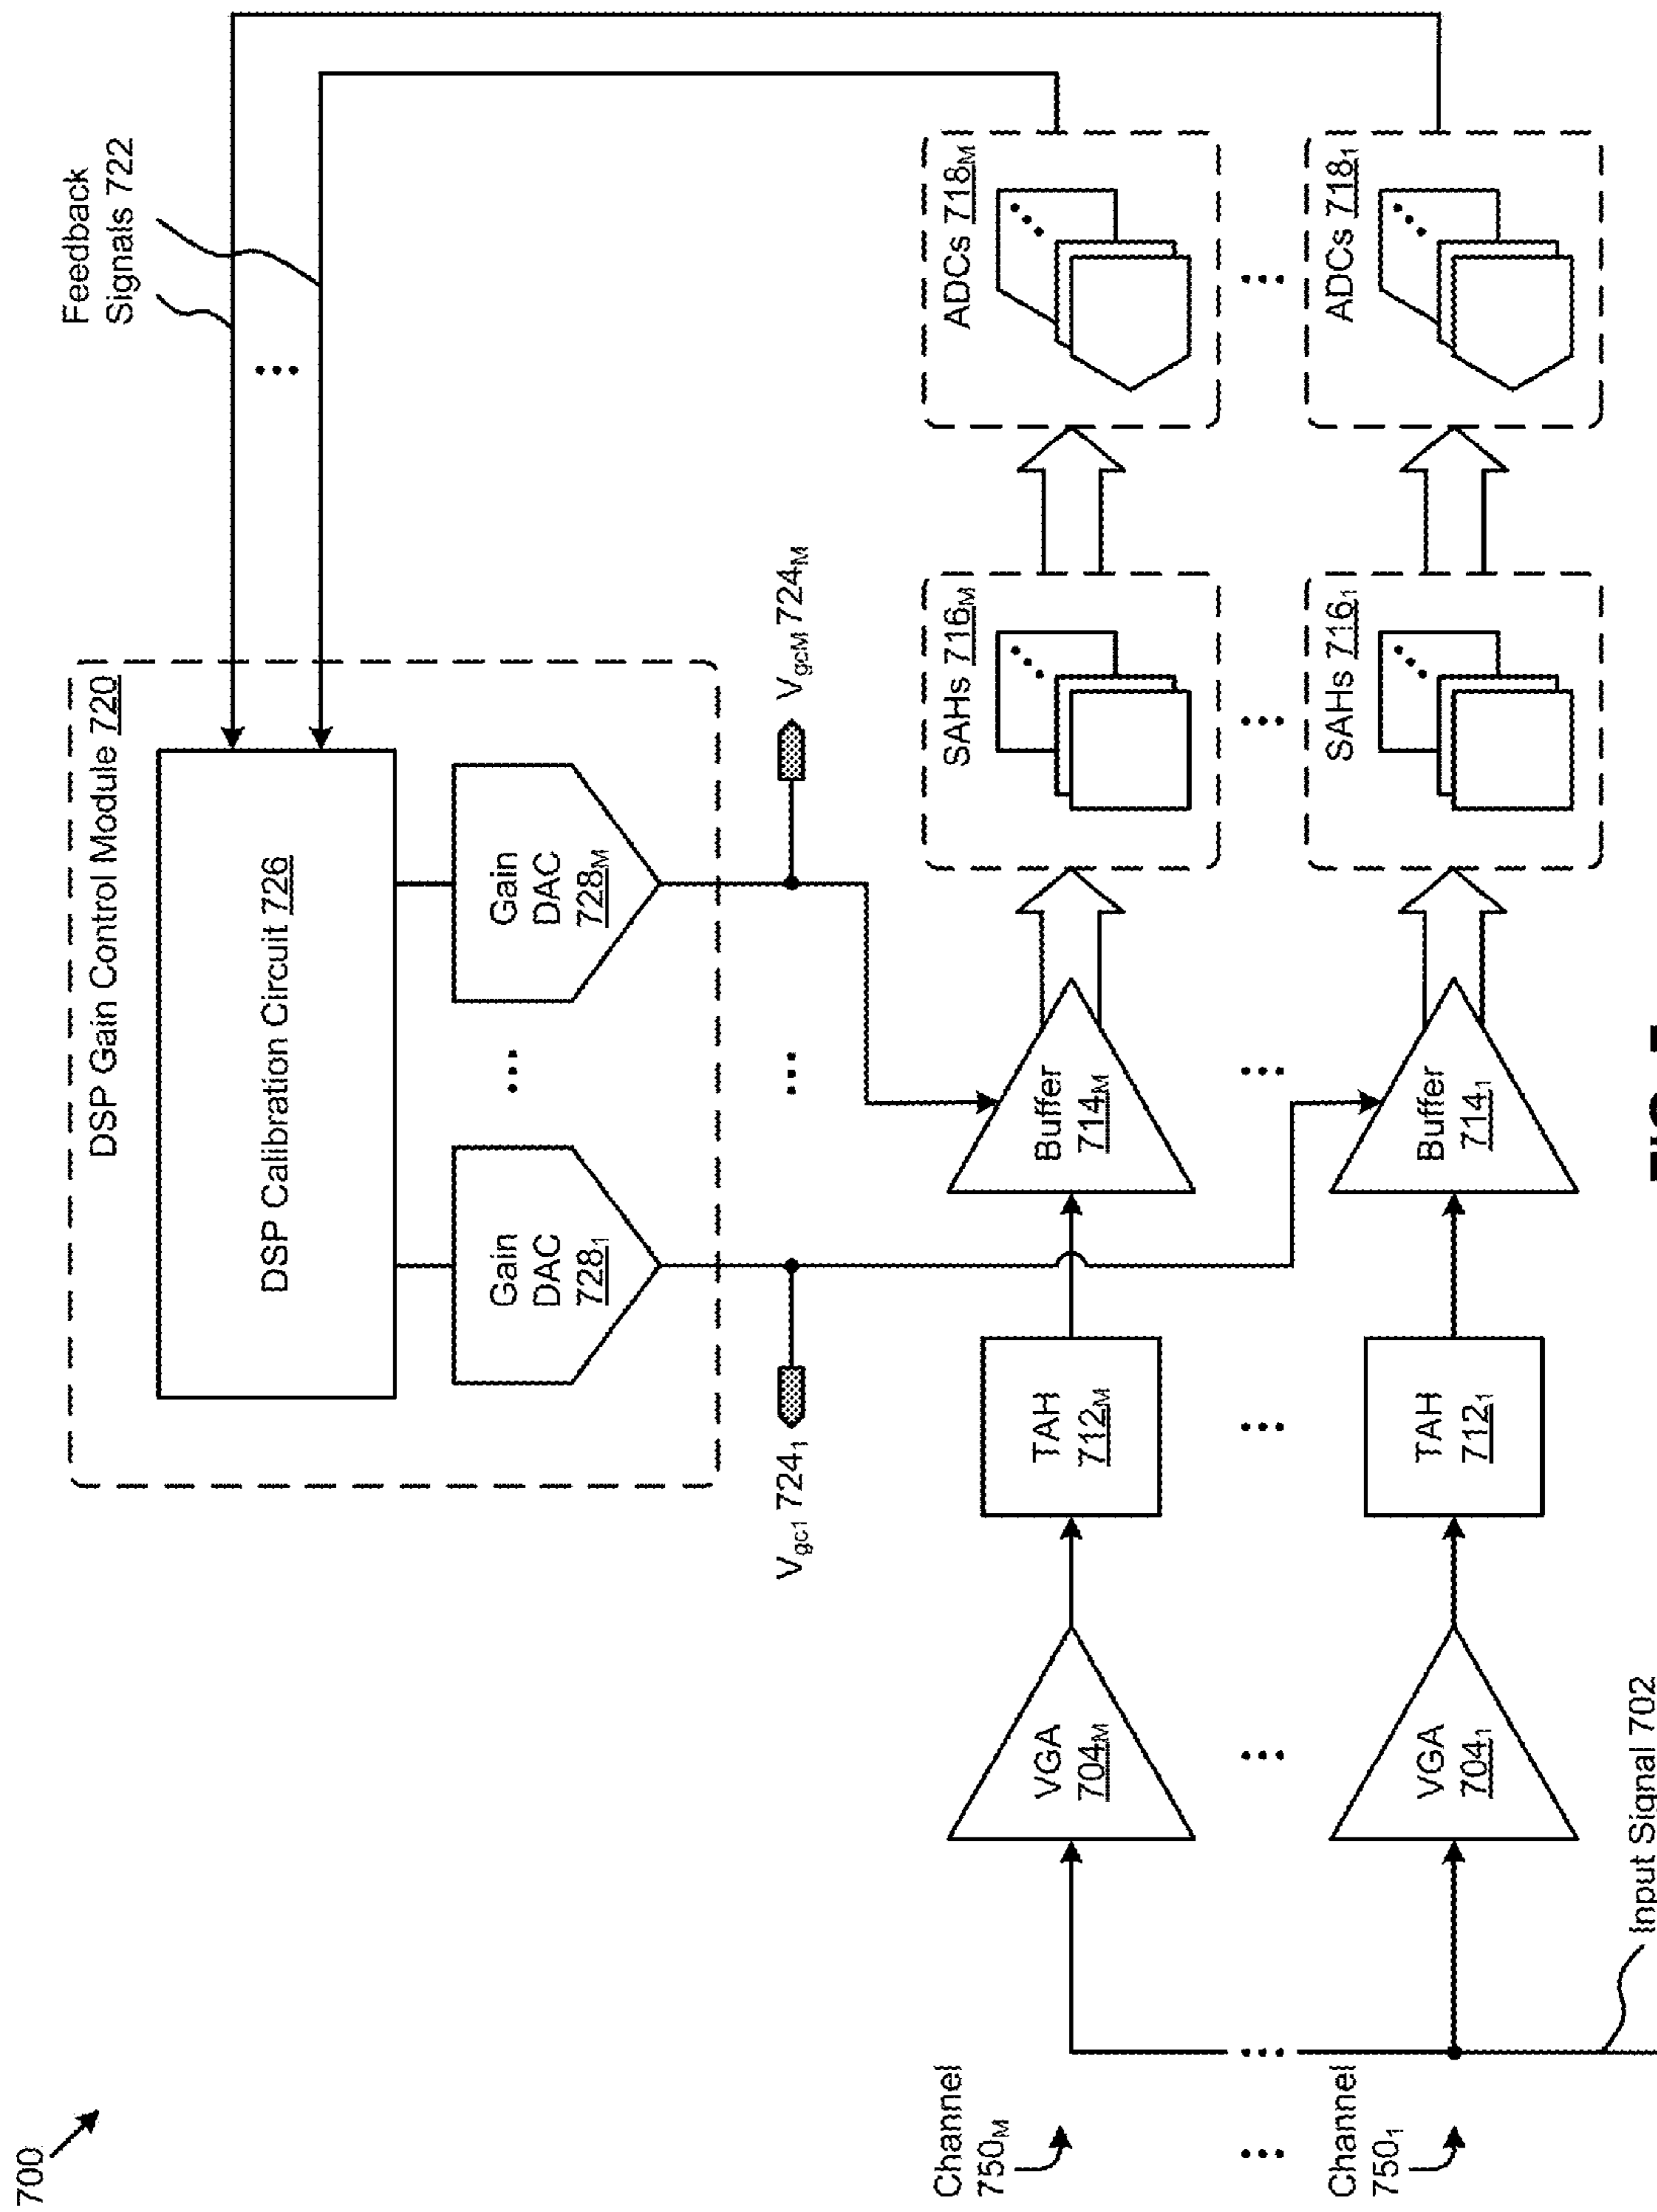 700
Feedback
Signals 722
DSP Gain Control Module 720
DSP Calibration Circuit 726
Gain
DAC
728₁
...
Gain
DAC
728M
V_gc1 724₁
...
V_gcM 724M
Channel
750M
VGA
704M
TAH
712M
Buffer
714M
SAHs 716M
ADCs 718M
Channel
750₁
VGA
704₁
TAH
712₁
Buffer
714₁
SAHs 716₁
ADCs 718₁
Input Signal 702